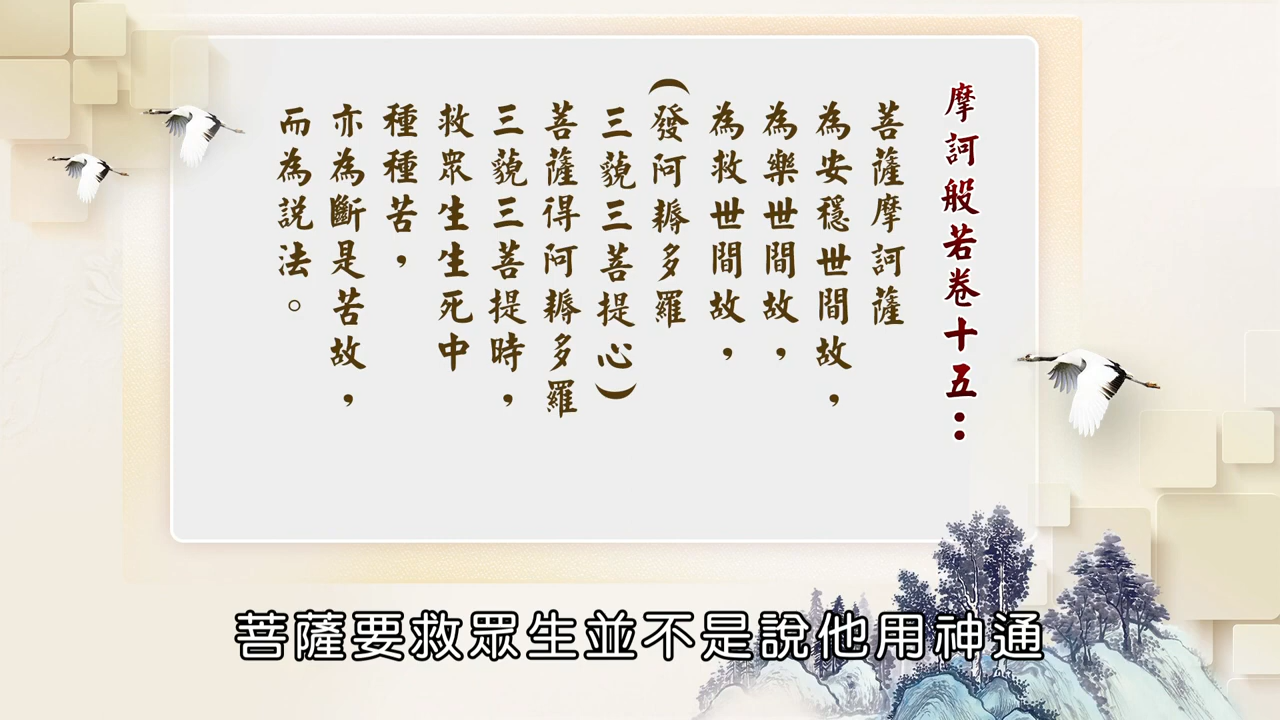 摩訶般若卷十五：
菩薩摩訶薩
為安穩世間故，
為樂世間故，
為救世間故，
（發阿耨多羅
三藐三菩提心）
菩薩得阿耨多羅
三藐三菩提時，
救眾生生死中
種種苦，
亦為斷是苦故，
而為說法。
菩薩要救眾生並不是說他用神通